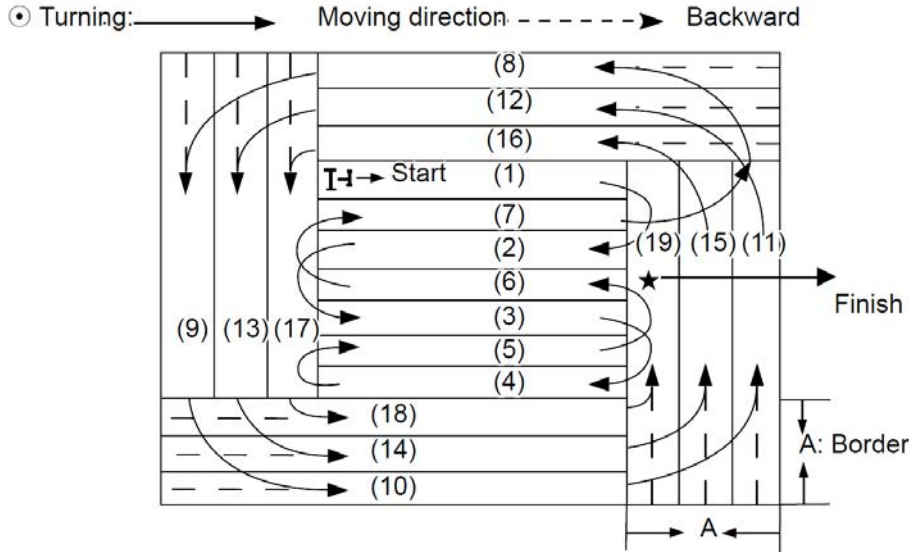 Turning: Moving direction Backward
(8)
(12)
(16)
Start (1)
(7)
(2) (19) (15) (11)
(6)
Finish
(9) (13) (17) (3)
(5)
(4)
(18)
(14) A: Border
(10)
A